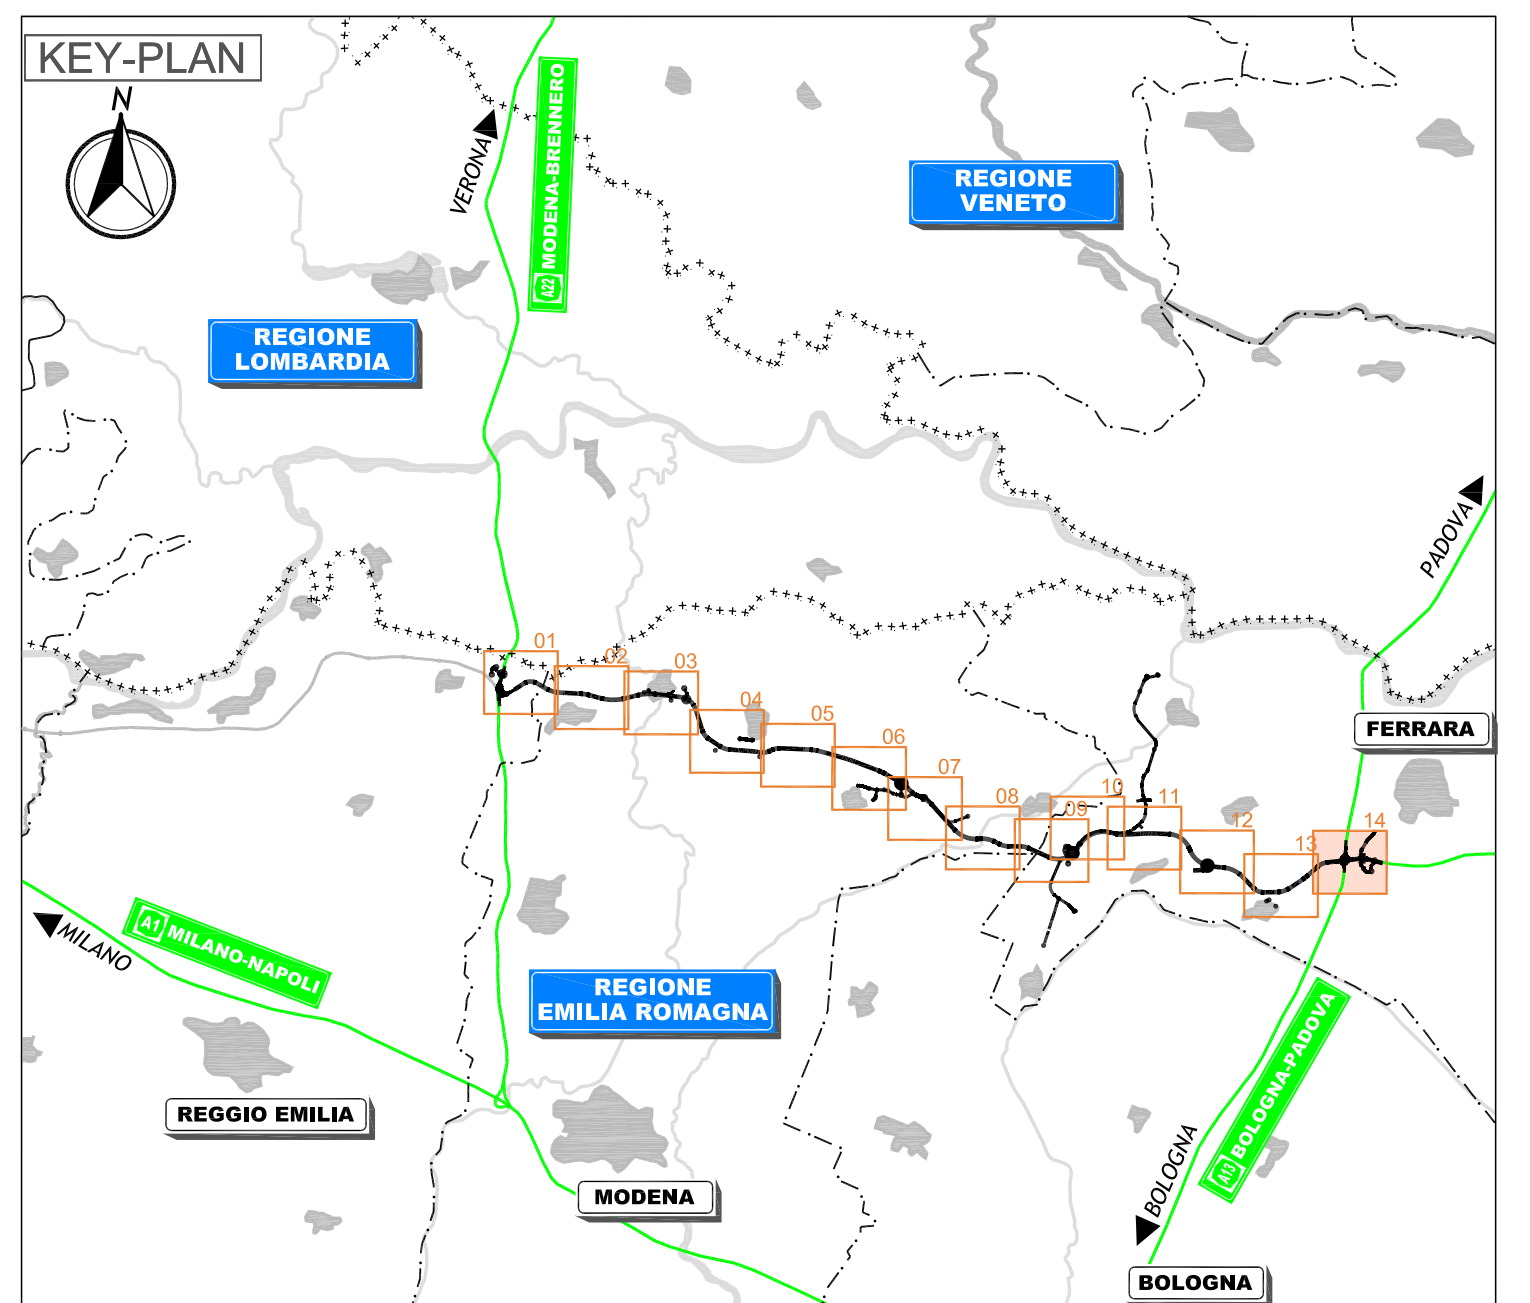 KEY-PLAN
N
VERONA
A22 MODENA-BRENNERO
REGIONE
VENETO
REGIONE
LOMBARDIA
PADOVA
01
02
03
04
05
06
07
08
09
10
11
12
13
14
FERRARA
MILANO
A1 MILANO-NAPOLI
REGIONE
EMILIA ROMAGNA
A13 BOLOGNA-PADOVA
REGGIO EMILIA
MODENA
BOLOGNA
BOLOGNA